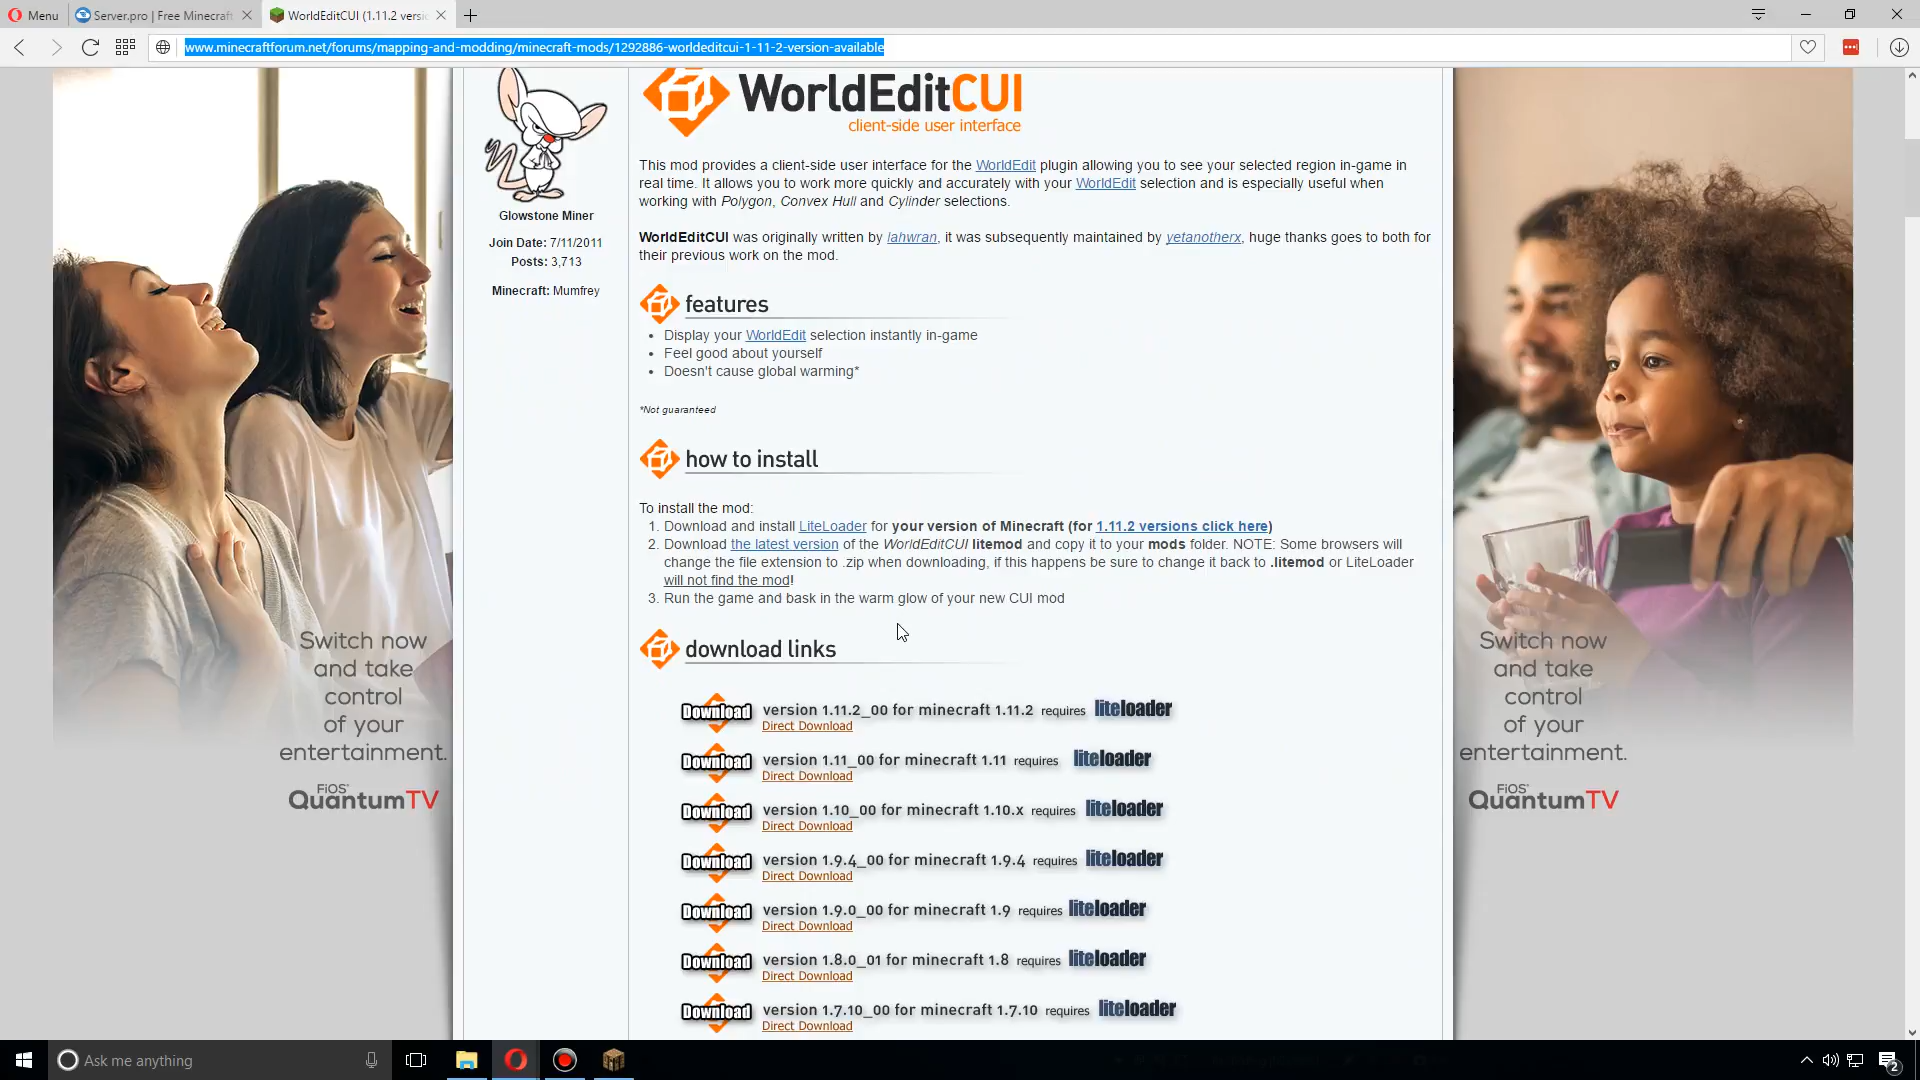 Menu
Server.pro | Free Minecraft
WorldEditCUI (1.11.2 versi
www.minecraftforum.net/forums/mapping-and-modding/minecraft-mods/1292886-worldeditcui-1-11-2-version-available
WorldEditCUI
client-side user interface
Glowstone Miner
Join Date: 7/11/2011
Posts: 3,713
Minecraft: Mumfrey
This mod provides a client-side user interface for the WorldEdit plugin allowing you to see your selected region in-game in
real time. It allows you to work more quickly and accurately with your WorldEdit selection and is especially useful when
working with Polygon, Convex Hull and Cylinder selections.
WorldEditCUI was originally written by lahwran, it was subsequently maintained by yetanotherx, huge thanks goes to both for
their previous work on the mod.
features
• Display your WorldEdit selection instantly in-game
• Feel good about yourself
• Doesn't cause global warming*
*Not guaranteed
how to install
To install the mod:
1. Download and install LiteLoader for your version of Minecraft (for 1.11.2 versions click here)
2. Download the latest version of the WorldEditCUI litemod and copy it to your mods folder. NOTE: Some browsers will
change the file extension to .zip when downloading, if this happens be sure to change it back to .litemod or LiteLoader
will not find the mod!
3. Run the game and bask in the warm glow of your new CUI mod
download links
Download version 1.11.2_00 for minecraft 1.11.2 requires liteloader
Direct Download
Download version 1.11_00 for minecraft 1.11 requires liteloader
Direct Download
Download version 1.10_00 for minecraft 1.10.x requires liteloader
Direct Download
Download version 1.9.4_00 for minecraft 1.9.4 requires liteloader
Direct Download
Download version 1.9.0_00 for minecraft 1.9 requires liteloader
Direct Download
Download version 1.8.0_01 for minecraft 1.8 requires liteloader
Direct Download
Download version 1.7.10_00 for minecraft 1.7.10 requires liteloader
Direct Download
Switch now
and take
control
of your
entertainment.
FiOS
QuantumTV
Switch now
and take
control
of your
entertainment.
FiOS
QuantumTV
Ask me anything
2